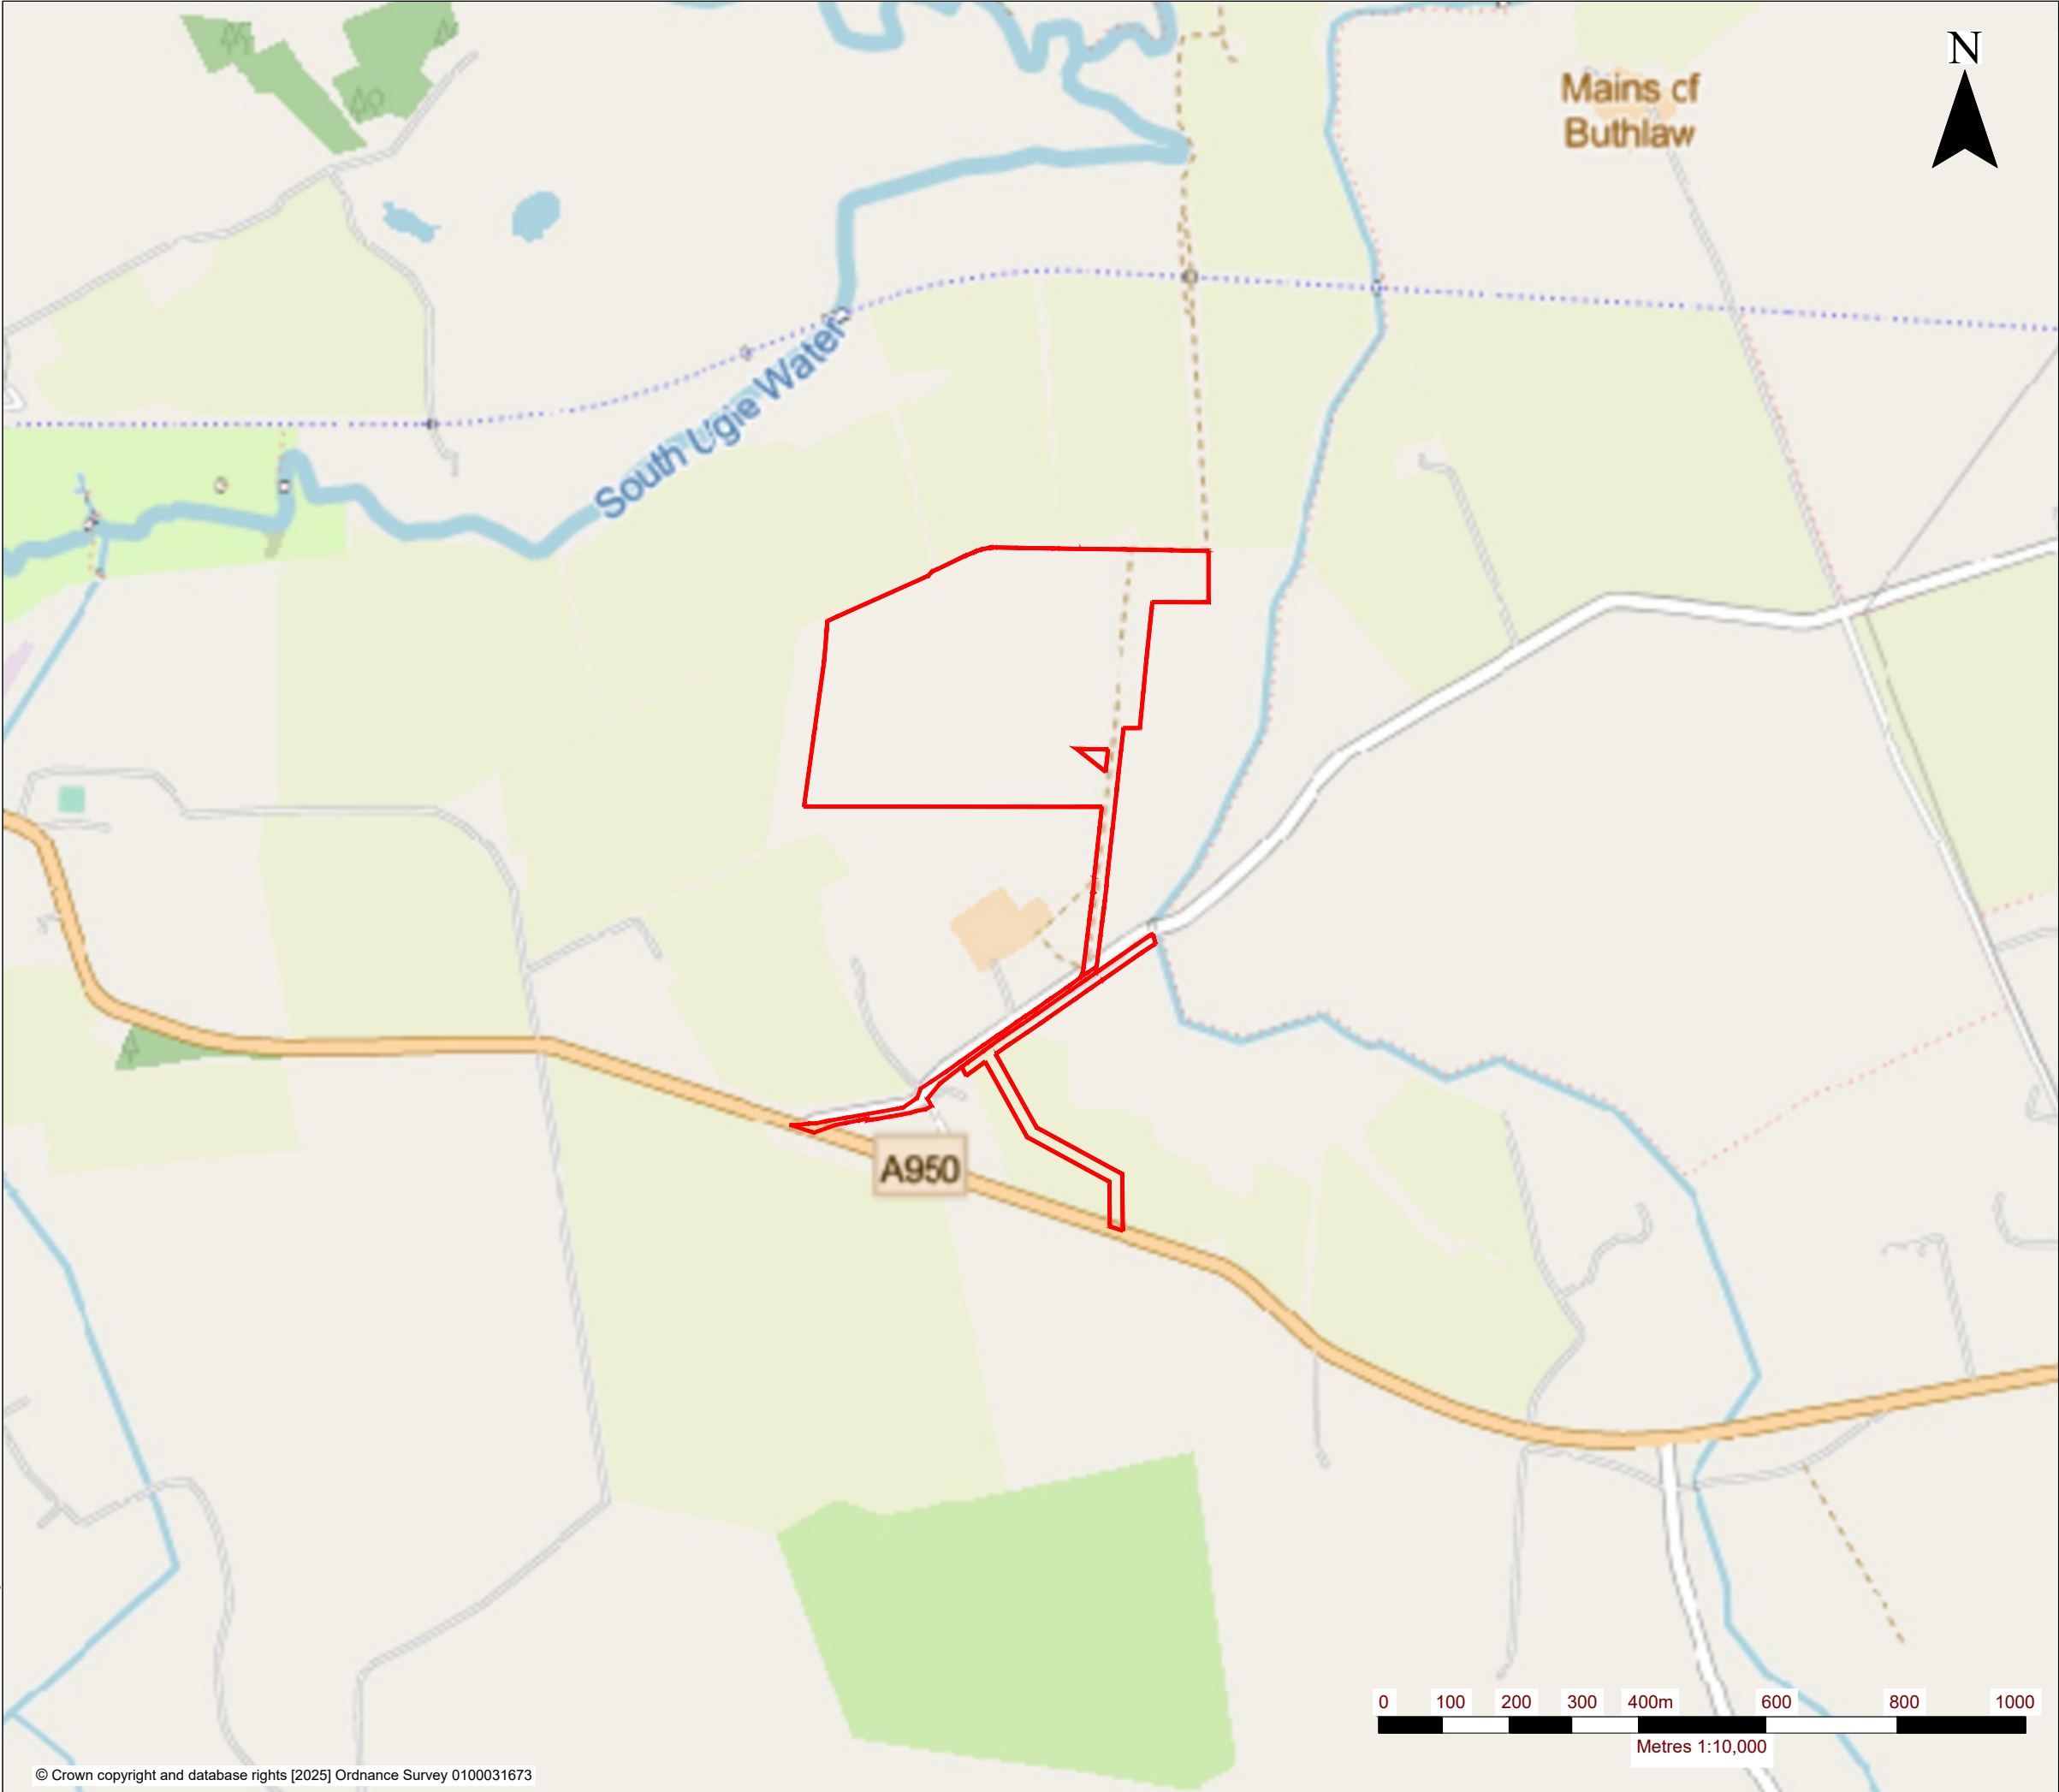 N
Mains of
Buthlaw
South Ugie Water
A950
0 100 200 300 400m 600 800 1000
Metres 1:10,000
© Crown copyright and database rights [2025] Ordnance Survey 0100031673